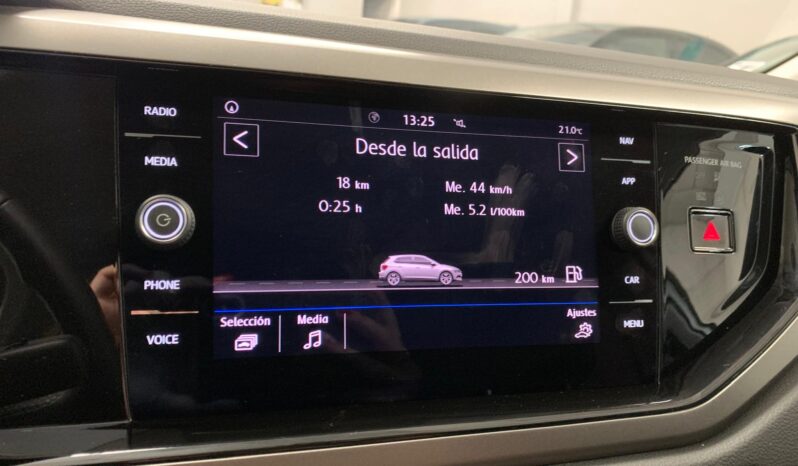 RADIO
MEDIA
PHONE
VOICE
13:25
21.0°C
<
Desde la salida
>
18 km
Me. 44 km/h
0:25 h
Me. 5.2 l/100km
200 km
Selección
Media
Ajustes
NAV
APP
CAR
MENU
PASSENGER AIR BAG